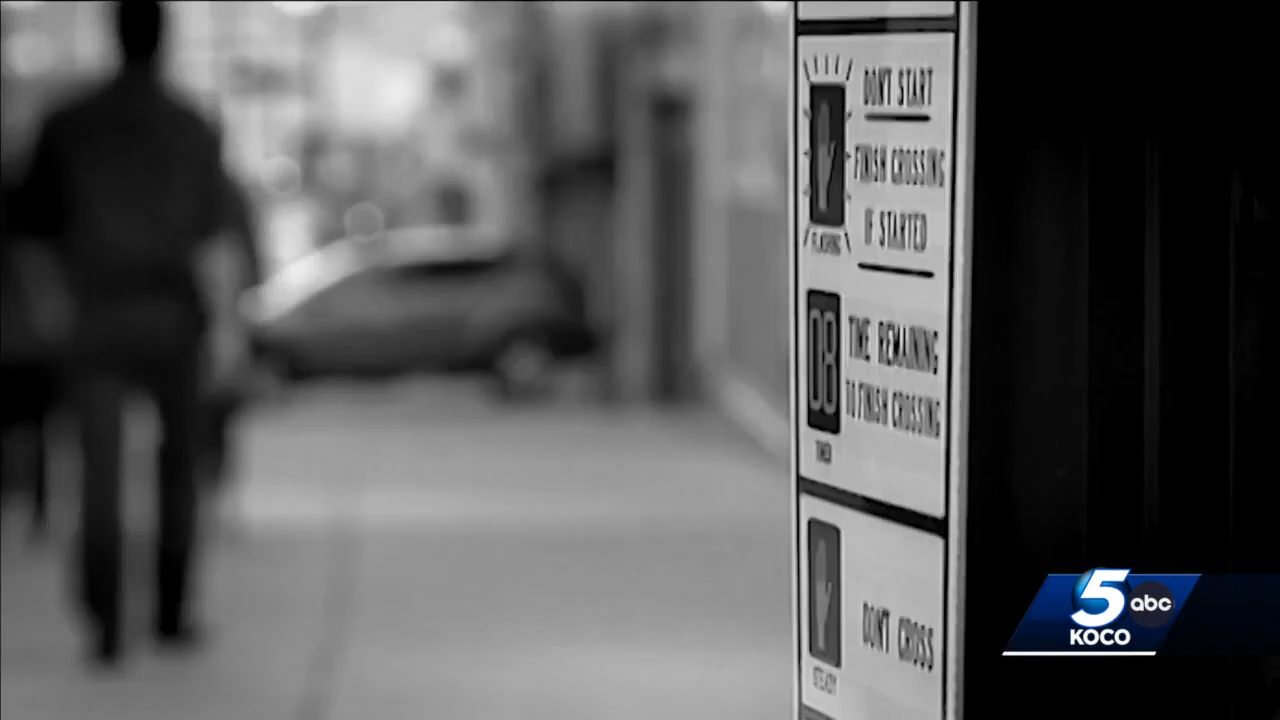 DON'T START
FINISH CROSSING
IF STARTED
FLASHING
08
TIME REMAINING
TO FINISH CROSSING
TIMER
DON'T CROSS
STEADY
5
abc
KOCO